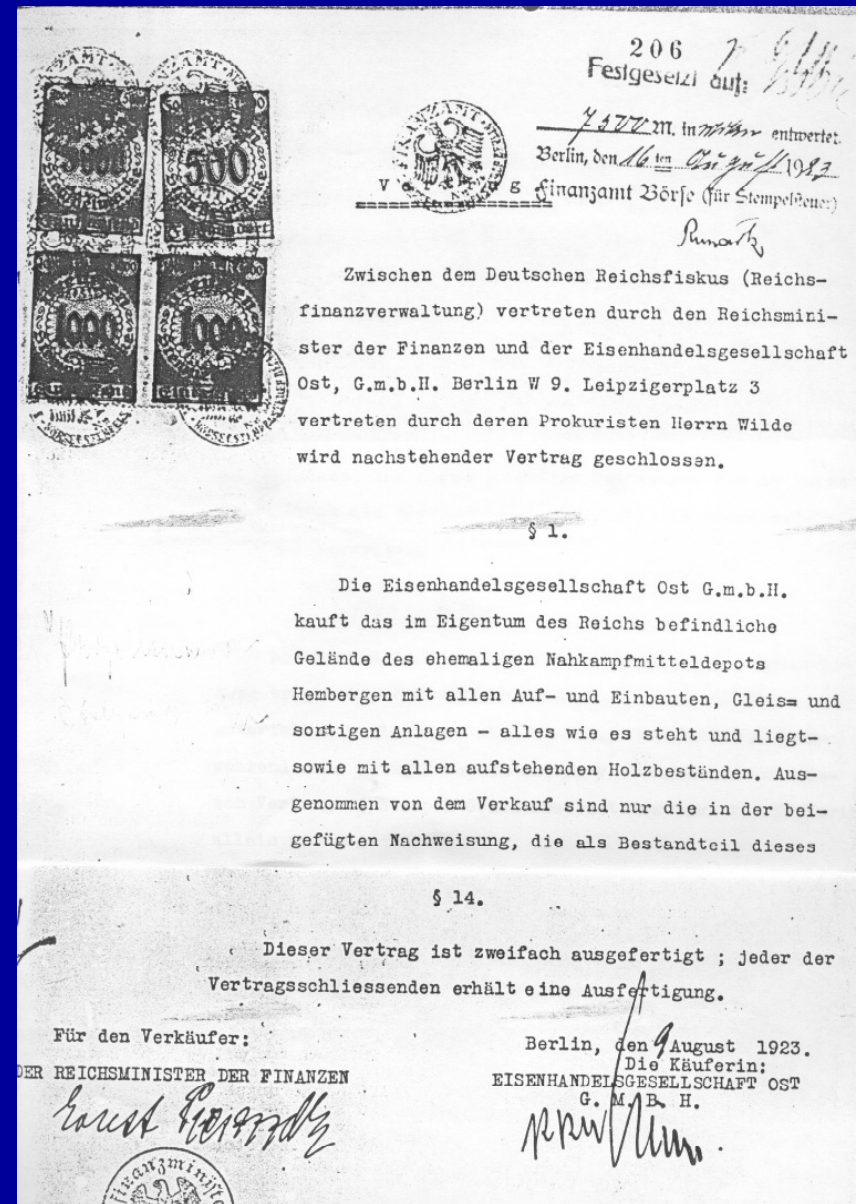 5000
500
1000
1000
206
Festgesetzt auf:
7500 M. in entwertet.
Berlin, den 16 ten August 1923
FINANZAMT
V g
Finanzamt Börse (für Stempelsteuer)
Zwischen dem Deutschen Reichsfiskus (Reichs-
finanzverwaltung) vertreten durch den Reichsmini-
ster der Finanzen und der Eisenhandelsgesellschaft
Ost, G.m.b.H. Berlin W 9. Leipzigerplatz 3
vertreten durch deren Prokuristen Herrn Wilde
wird nachstehender Vertrag geschlossen.
§ 1.
Die Eisenhandelsgesellschaft Ost G.m.b.H.
kauft das im Eigentum des Reichs befindliche
Gelände des ehemaligen Nahkampfmitteldepots
Hembergen mit allen Auf- und Einbauten, Gleis= und
sontigen Anlagen - alles wie es steht und liegt-
sowie mit allen aufstehenden Holzbeständen. Aus-
genommen von dem Verkauf sind nur die in der bei-
gefügten Nachweisung, die als Bestandteil dieses
§ 14.
Dieser Vertrag ist zweifach ausgefertigt ; jeder der
Vertragsschliessenden erhält eine Ausfertigung.
Für den Verkäufer:
DER REICHSMINISTER DER FINANZEN
Berlin, den 9 August 1923.
Die Käuferin:
EISENHANDELSGESELLSCHAFT OST
G. M. B. H.